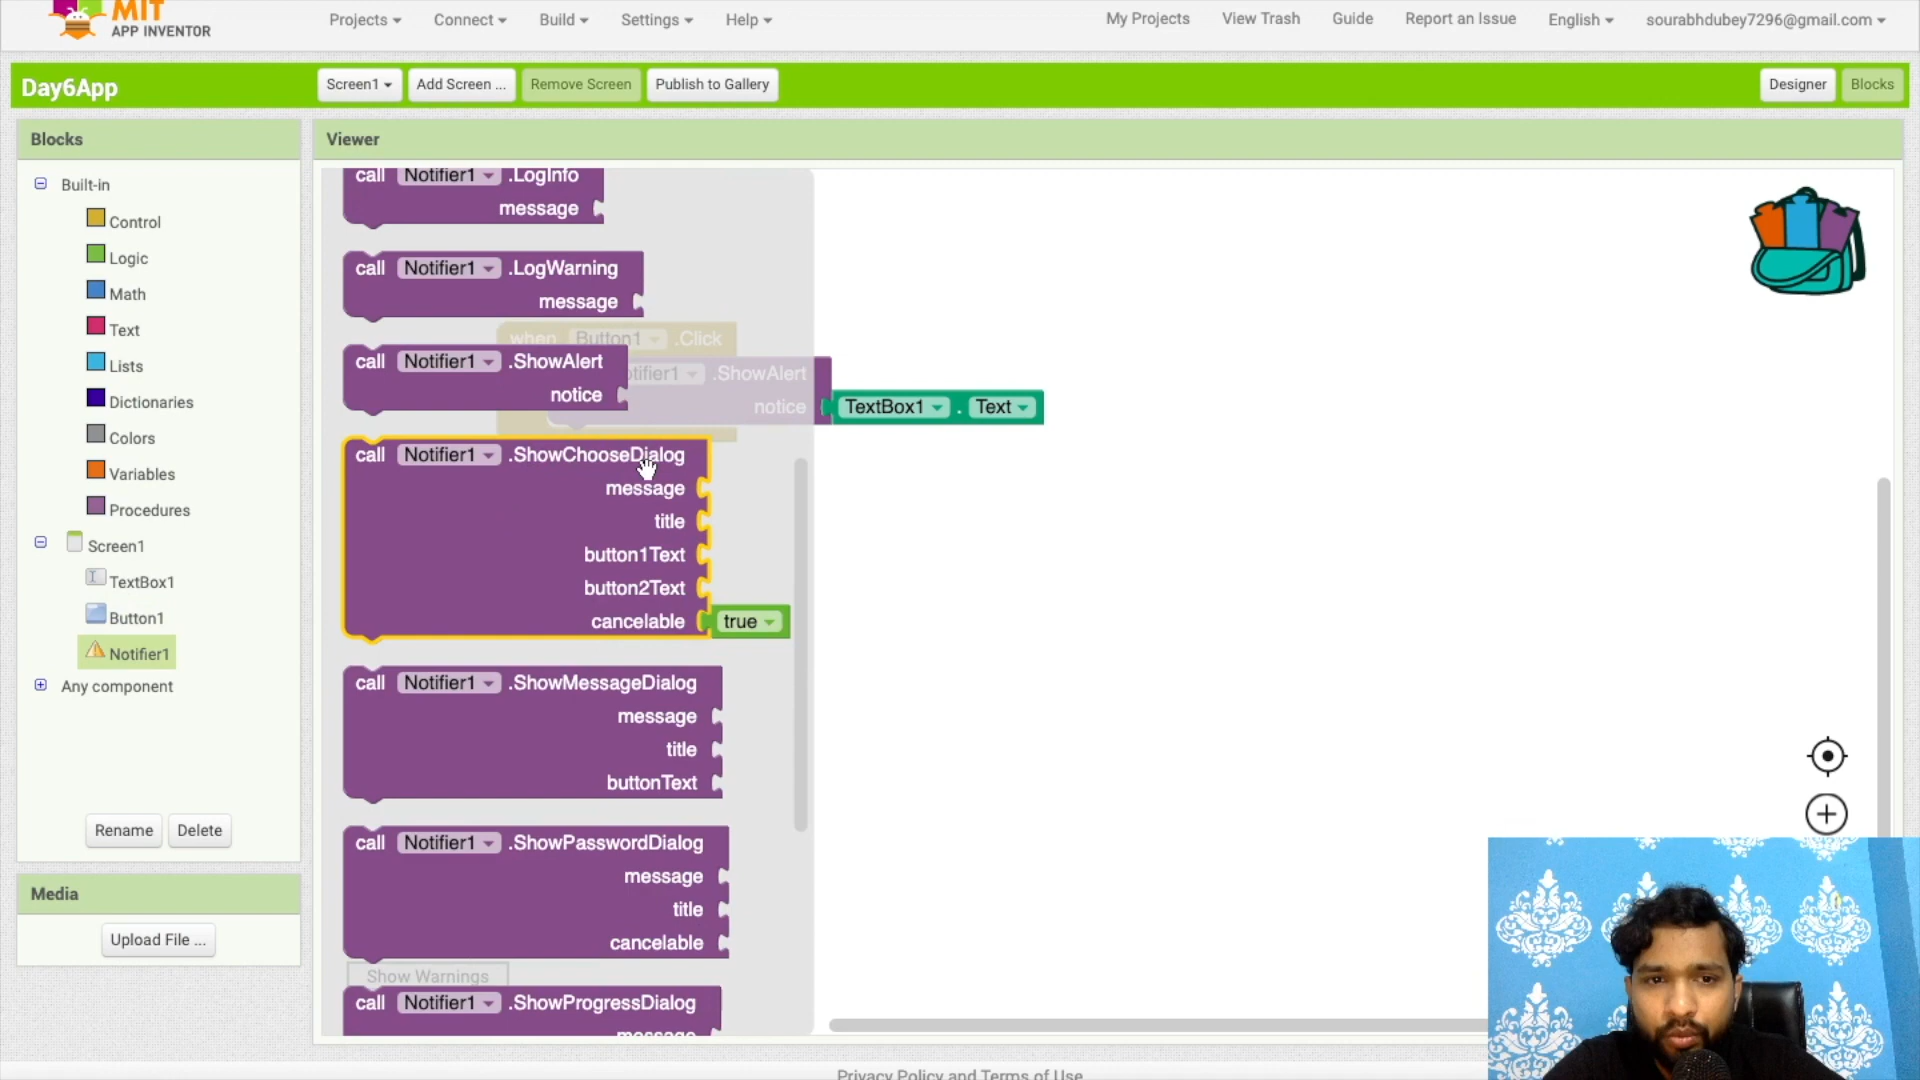 MIT
APP INVENTOR
Projects
Connect
Build
Settings
Help
My Projects
View Trash
Guide
Report an Issue
English
sourabhdubey7296@gmail.com
Day6App
Screen1
Add Screen ...
Remove Screen
Publish to Gallery
Designer
Blocks
Blocks
Viewer
Built-in
Control
Logic
Math
Text
Lists
Dictionaries
Colors
Variables
Procedures
Screen1
TextBox1
Button1
Notifier1
Any component
Rename
Delete
Media
Upload File ...
call Notifier1 .LogInfo
message
call Notifier1 .LogWarning
message
when Button1 .Click
call Notifier1 .ShowAlert
notice
otifier1 .ShowAlert
notice TextBox1 . Text
call Notifier1 .ShowChooseDialog
message
title
button1Text
button2Text
cancelable true
call Notifier1 .ShowMessageDialog
message
title
buttonText
call Notifier1 .ShowPasswordDialog
message
title
cancelable
Show Warnings
call Notifier1 .ShowProgressDialog
message
Privacy Policy and Terms of Use